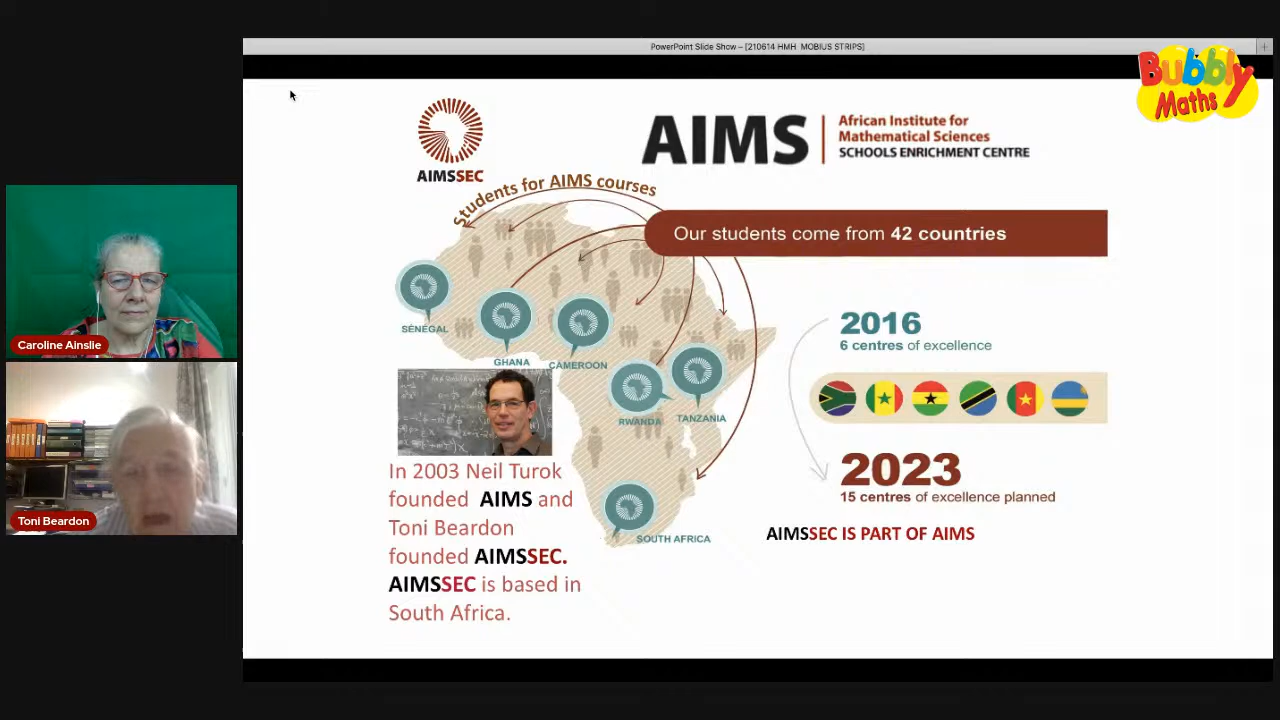 PowerPoint Slide Show – [210614 HMH MOBIUS STRIPS]
Bubbly
Maths
AIMSSEC
AIMS
African Institute for
Mathematical Sciences
SCHOOLS ENRICHMENT CENTRE
Students for AIMS courses
Our students come from 42 countries
SÉNÉGAL
GHANA
CAMEROON
RWANDA
TANZANIA
SOUTH AFRICA
2016
6 centres of excellence
2023
15 centres of excellence planned
AIMSSEC IS PART OF AIMS
In 2003 Neil Turok
founded AIMS and
Toni Beardon
founded AIMSSEC.
AIMSSEC is based in
South Africa.
Caroline Ainslie
Toni Beardon